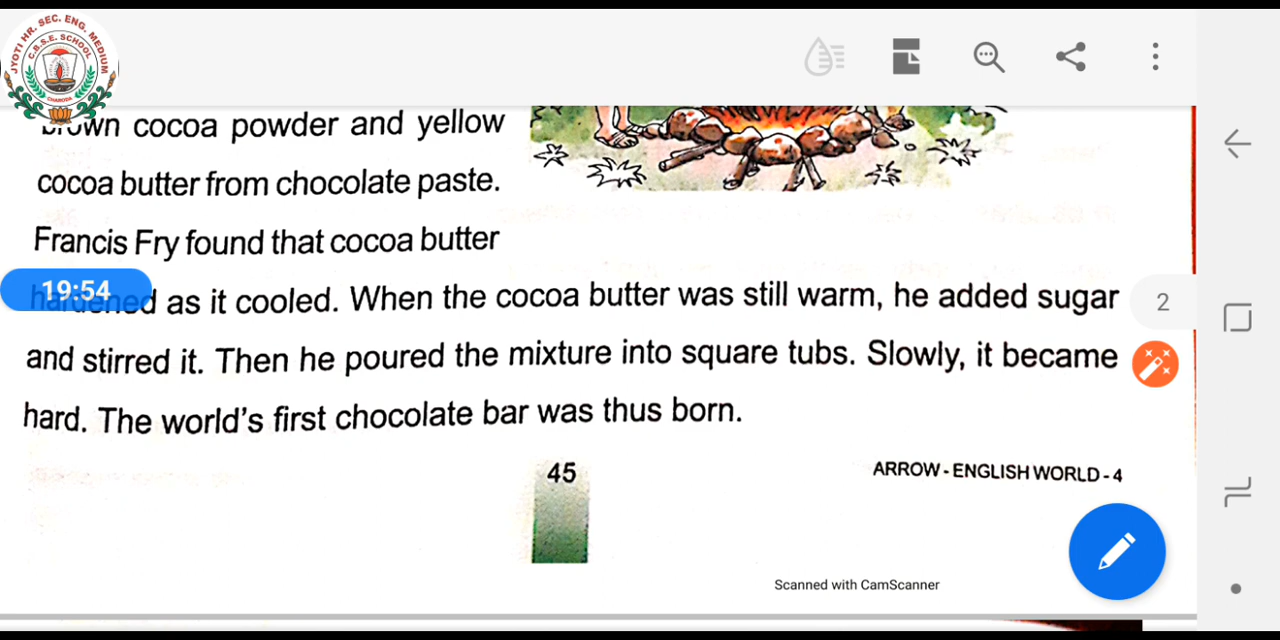 JYOTI HR. SEC. ENG. MEDIUM
C.B.S.E. SCHOOL
CHARODA
brown cocoa powder and yellow
cocoa butter from chocolate paste.
Francis Fry found that cocoa butter
19:54
hardened as it cooled. When the cocoa butter was still warm, he added sugar
2
and stirred it. Then he poured the mixture into square tubs. Slowly, it became
hard. The world's first chocolate bar was thus born.
45
ARROW - ENGLISH WORLD - 4
Scanned with CamScanner